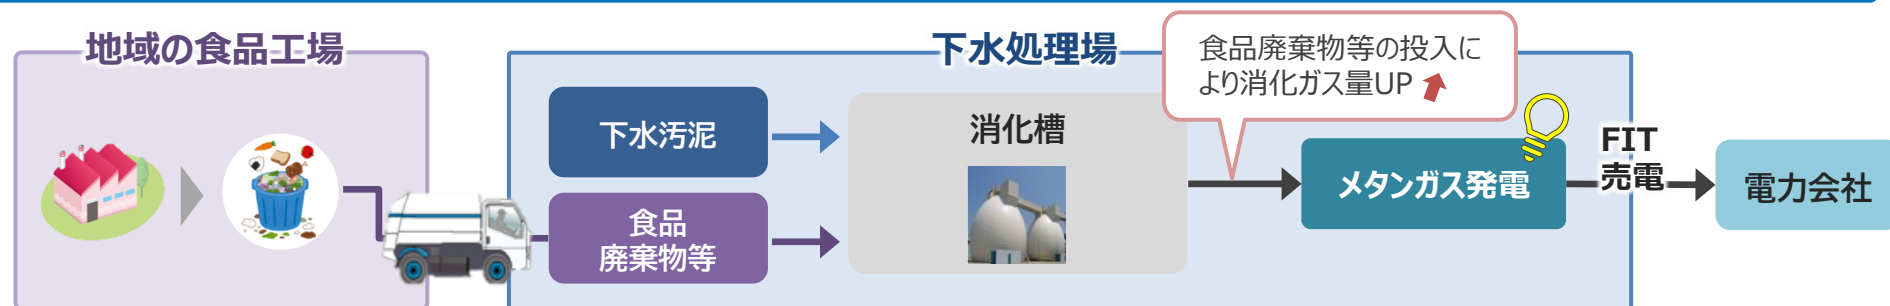 地域の食品工場
下水処理場
食品廃棄物等の投入に
より消化ガス量UP
下水汚泥
消化槽
食品
廃棄物等
メタンガス発電
FIT
売電
電力会社